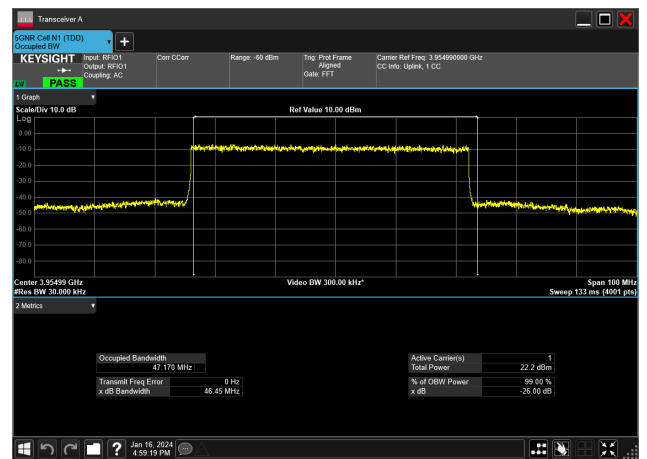 Transceiver A
5GNR Cell N1 (TDD)
Occupied BW
KEYSIGHT Input: RFIO1 Corr CCorr Range: -60 dBm Trig: Prot Frame Carrier Ref Freq: 3.954990000 GHz
Output: RFIO1 Aligned CC Info: Uplink, 1 CC
Coupling: AC Gate: FFT
PASS
1 Graph
Scale/Div 10.0 dB Ref Value 10.00 dBm
Log
0.00
-10.0
-20.0
-30.0
-40.0
-50.0
-60.0
-70.0
-80.0
Center 3.95499 GHz Video BW 300.00 kHz* Span 100 MHz
#Res BW 30.000 kHz Sweep 133 ms (4001 pts)
2 Metrics
Occupied Bandwidth Active Carrier(s) 1
47.170 MHz Total Power 22.2 dBm
Transmit Freq Error 0 Hz % of OBW Power 99.00 %
x dB Bandwidth 46.45 MHz x dB -26.00 dB
Jan 16, 2024
4:59:19 PM